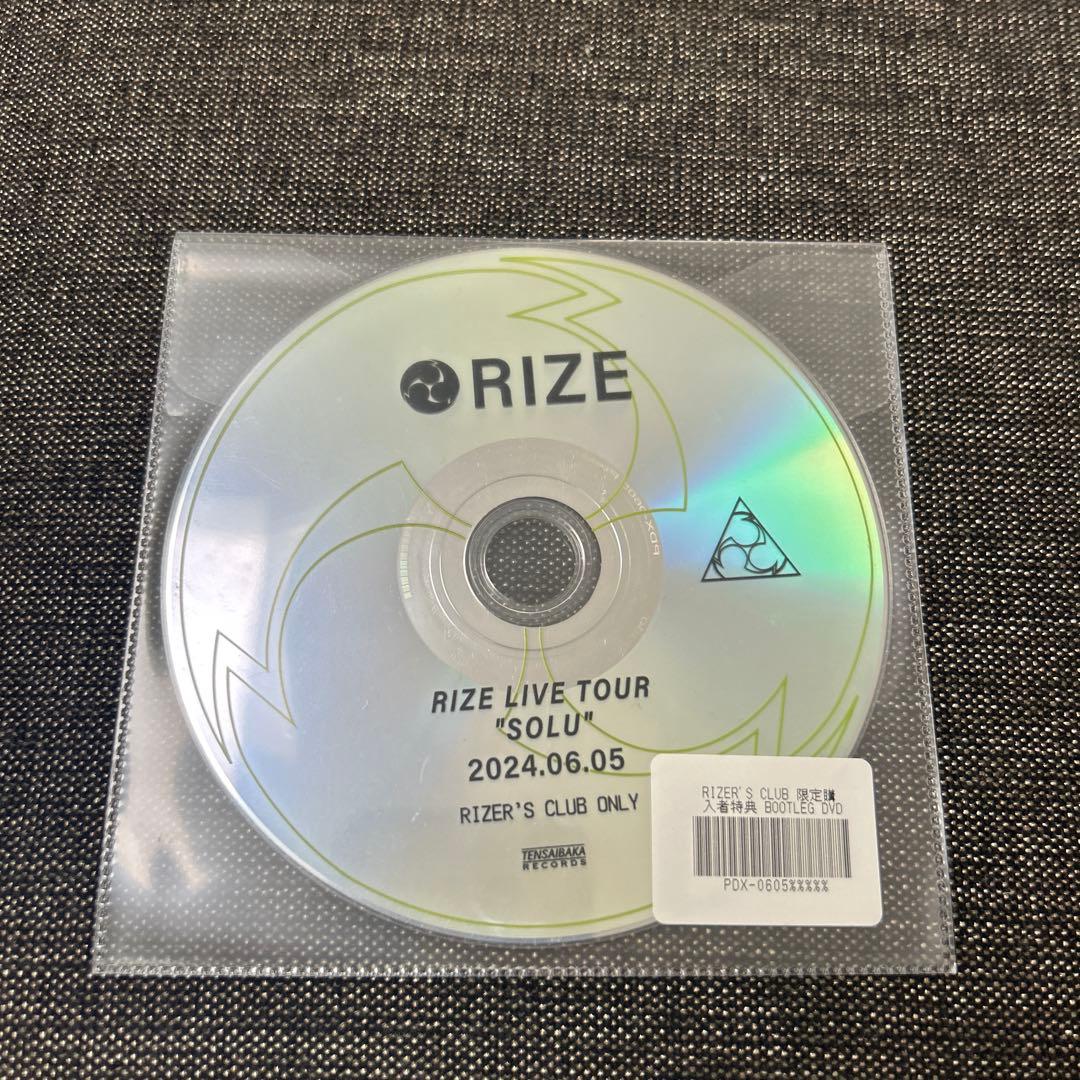 RIZE
RIZE LIVE TOUR
"SOLU"
2024.06.05
RIZER'S CLUB ONLY
TENSAIBAKA
RECORDS
RIZER'S CLUB 限定購
入者特典 BOOTLEG DVD
PDX-0605%%%%%